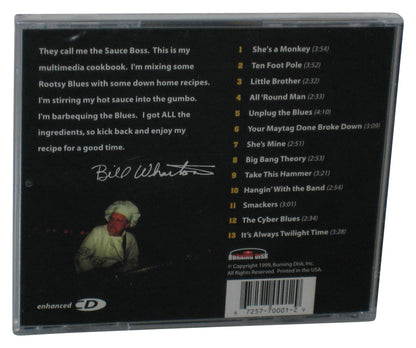 They call me the Sauce Boss. This is my
multimedia cookbook. I'm mixing some
Rootsy Blues with some down home recipes.
I'm stirring my hot sauce into the gumbo.
I'm barbequing the Blues. I got ALL the
ingredients, so kick back and enjoy my
recipe for a good time.
Bill Wharton
enhanced CD
1 She's a Monkey (3:54)
2 Ten Foot Pole (3:52)
3 Little Brother (2:32)
4 All 'Round Man (2:33)
5 Unplug the Blues (4:10)
6 Your Maytag Done Broke Down (3:09)
7 She's Mine (2:51)
8 Big Bang Theory (2:53)
9 Take This Hammer (3:21)
10 Hangin' With the Band (2:54)
11 Smackers (3:01)
12 The Cyber Blues (2:34)
13 It's Always Twilight Time (3:28)
BURNING DISK
© Copyright 1999, Burning Disk, Inc.
All Rights Reserved. Printed in the USA.
6 7257-70001-2 9